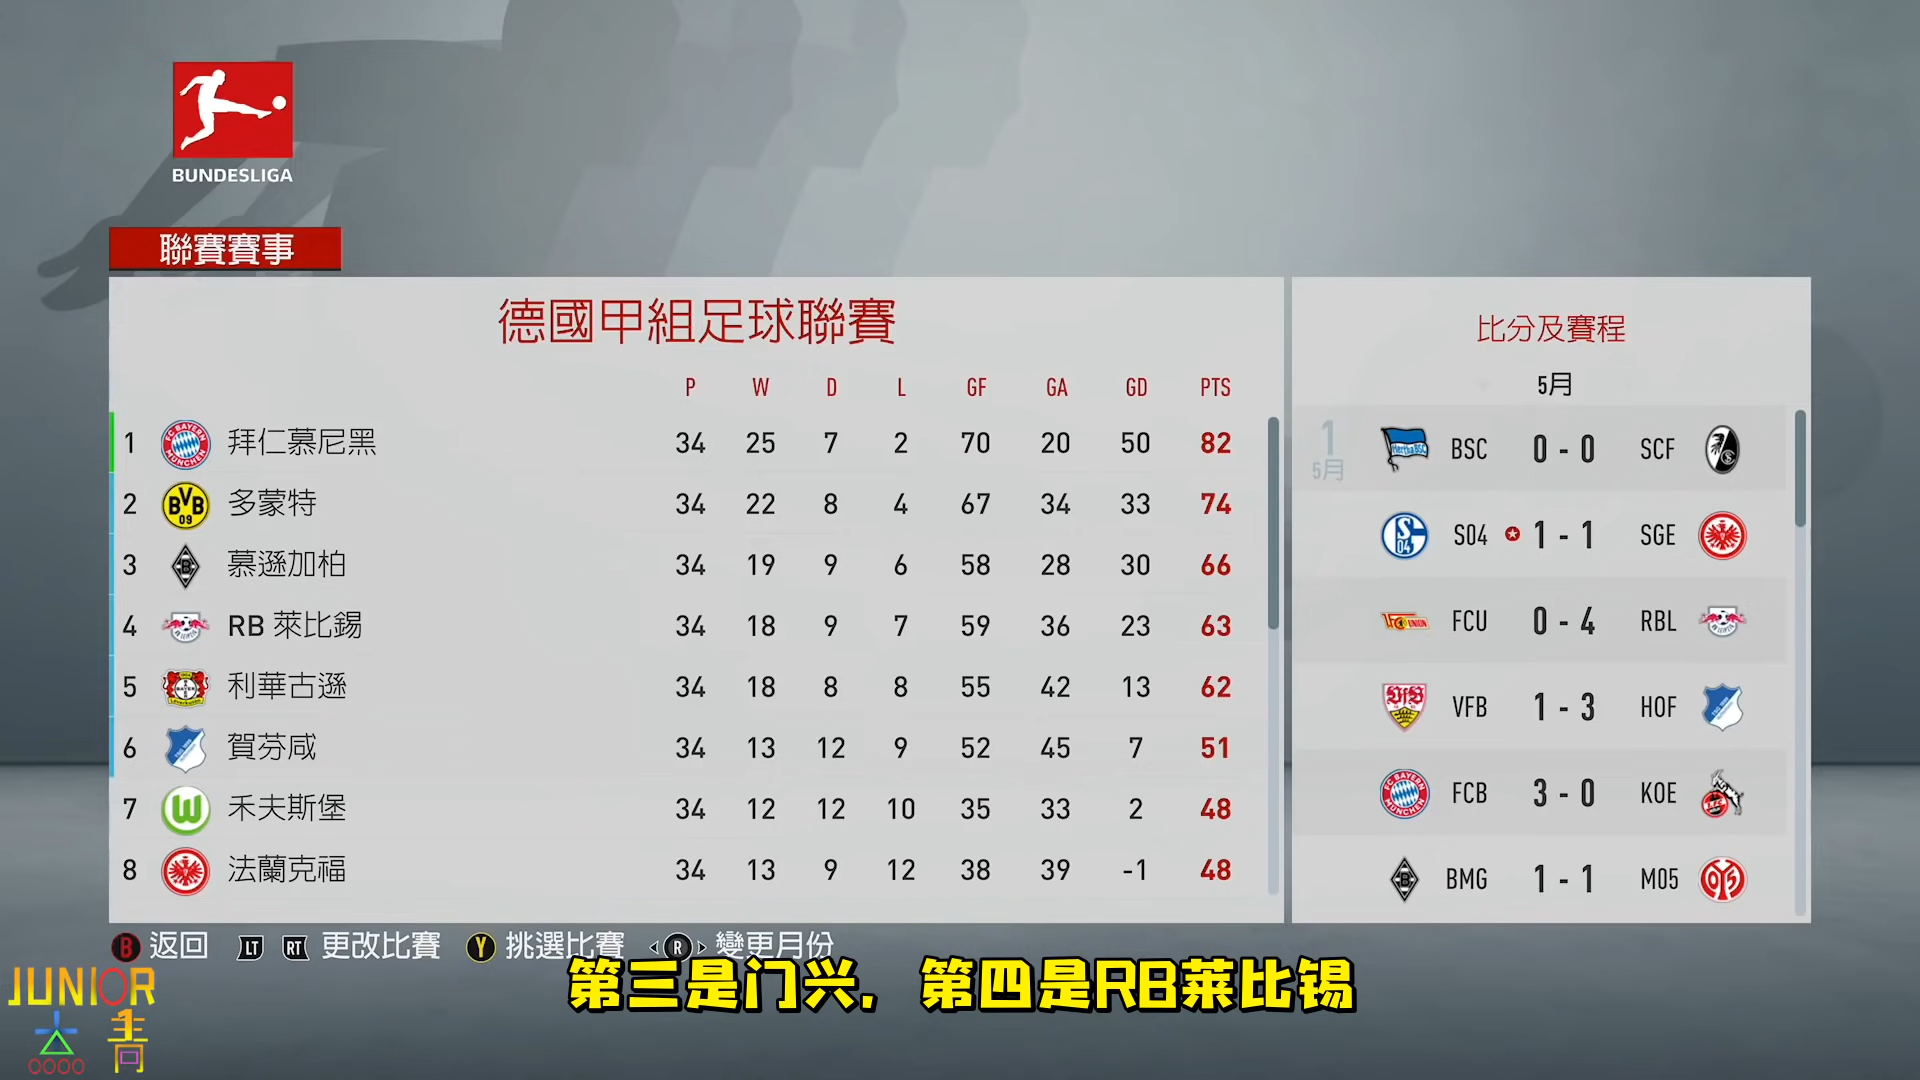 BUNDESLIGA
聯賽賽事
德國甲組足球聯賽
P W D L GF GA GD PTS
1 拜仁慕尼黑 34 25 7 2 70 20 50 82
2 多蒙特 34 22 8 4 67 34 33 74
3 慕遜加柏 34 19 9 6 58 28 30 66
4 RB 萊比錫 34 18 9 7 59 36 23 63
5 利華古遜 34 18 8 8 55 42 13 62
6 賀芬咸 34 13 12 9 52 45 7 51
7 禾夫斯堡 34 12 12 10 35 33 2 48
8 法蘭克福 34 13 9 12 38 39 -1 48
比分及賽程
5月
1 5月
BSC 0 - 0 SCF
S04 1 - 1 SGE
FCU 0 - 4 RBL
VFB 1 - 3 HOF
FCB 3 - 0 KOE
BMG 1 - 1 M05
B 返回 LT RT 更改比賽 Y 挑選比賽 R 變更月份
第三是门兴，第四是RB莱比锡
JUNIOR